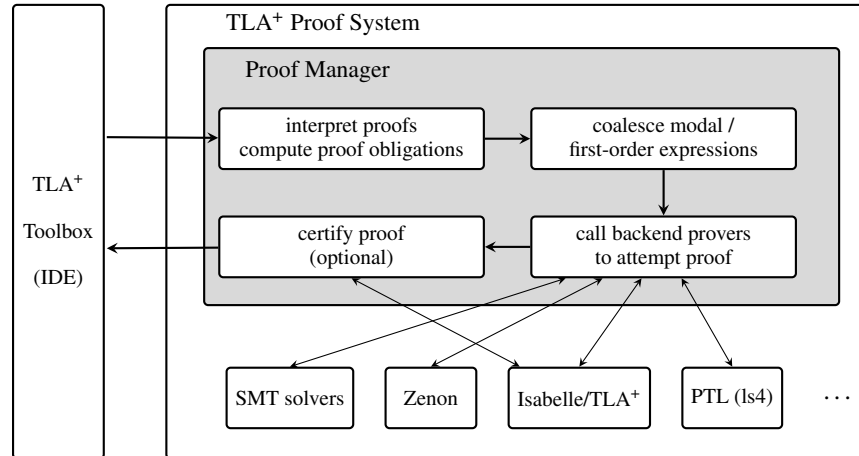 TLA⁺ Proof System
Proof Manager
interpret proofs
compute proof obligations
coalesce modal /
first-order expressions
TLA⁺
Toolbox
(IDE)
certify proof
(optional)
call backend provers
to attempt proof
SMT solvers
Zenon
Isabelle/TLA⁺
PTL (ls4)
...